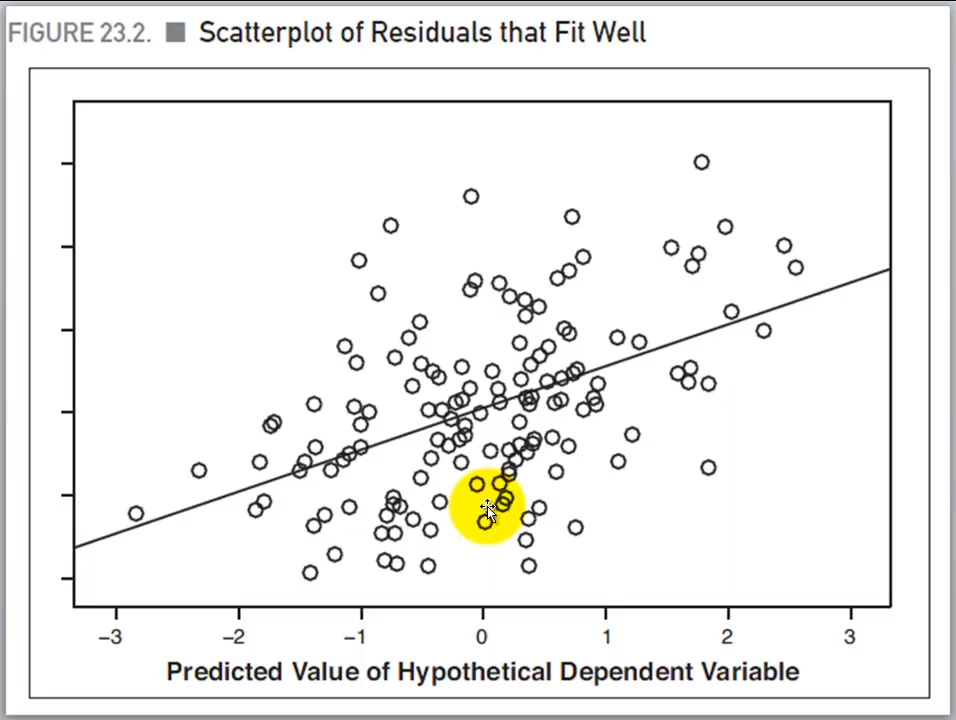 FIGURE 23.2. ■ Scatterplot of Residuals that Fit Well
−3 −2 −1 0 1 2 3
Predicted Value of Hypothetical Dependent Variable